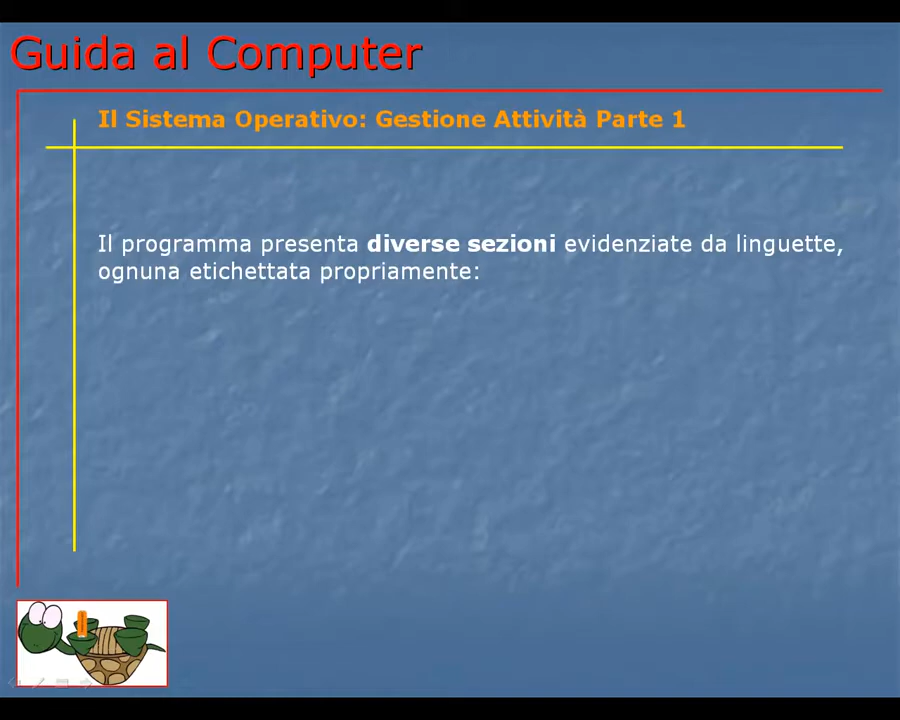 Guida al Computer
Il Sistema Operativo: Gestione Attività Parte 1
Il programma presenta diverse sezioni evidenziate da linguette,
ognuna etichettata propriamente: